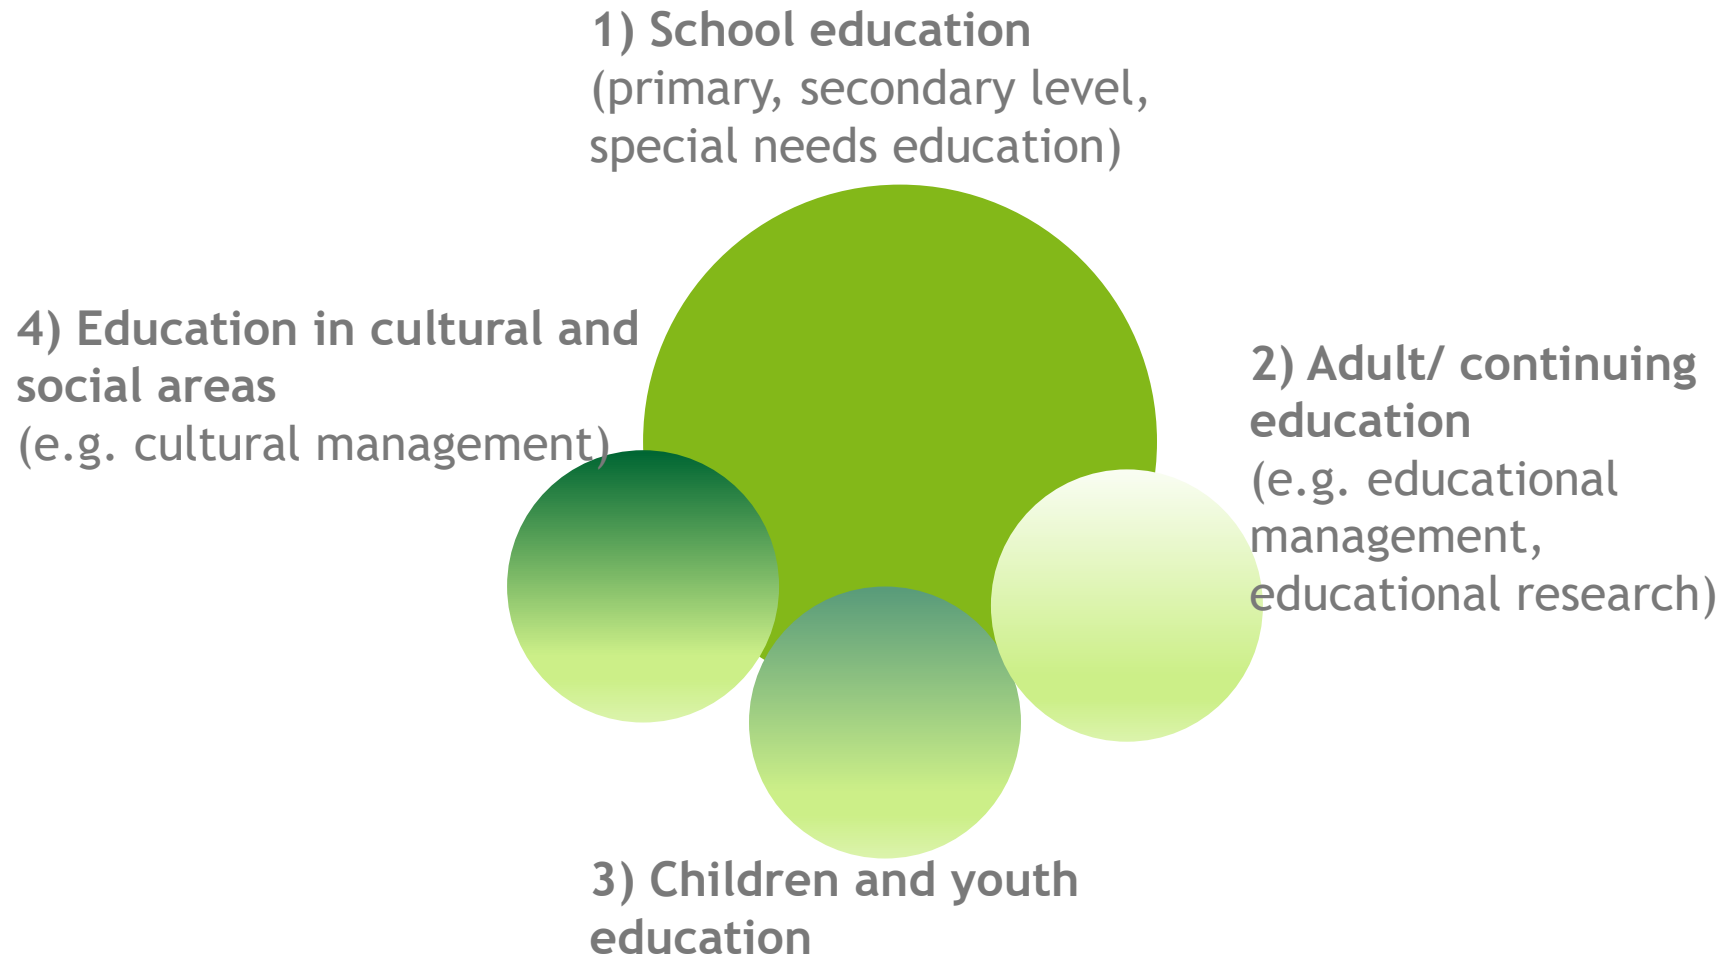 1) School education
(primary, secondary level,
special needs education)
4) Education in cultural and
social areas
(e.g. cultural management)
2) Adult/ continuing
education
(e.g. educational
management,
educational research)
3) Children and youth
education